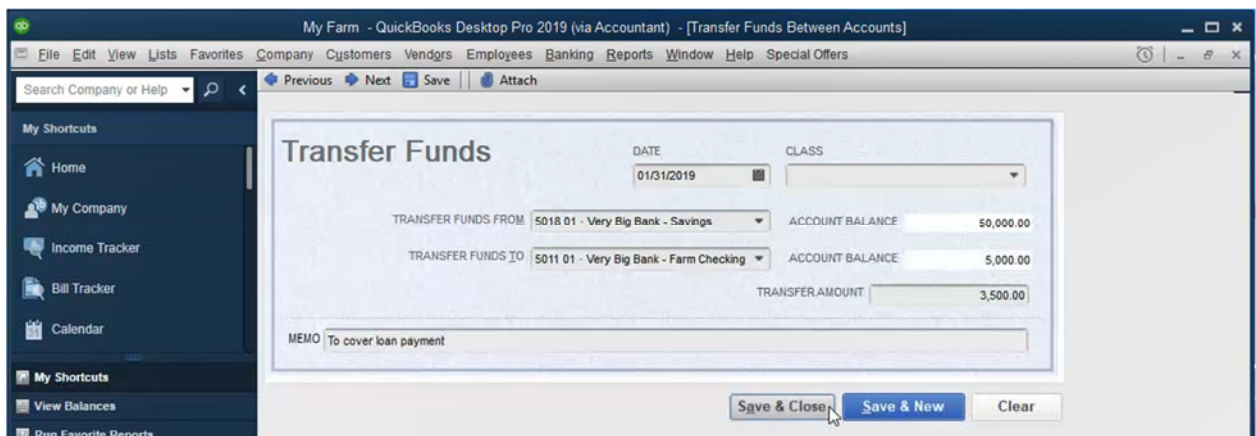 qb
My Farm - QuickBooks Desktop Pro 2019 (via Accountant) - [Transfer Funds Between Accounts]
File Edit View Lists Favorites Company Customers Vendors Employees Banking Reports Window Help Special Offers
Search Company or Help
Previous Next Save Attach
My Shortcuts
Home
My Company
Income Tracker
Bill Tracker
Calendar
My Shortcuts
View Balances
Run Favorite Reports
Transfer Funds
DATE CLASS
01/31/2019
TRANSFER FUNDS FROM 5018 01 · Very Big Bank - Savings ACCOUNT BALANCE 50,000.00
TRANSFER FUNDS TO 5011 01 · Very Big Bank - Farm Checking ACCOUNT BALANCE 5,000.00
TRANSFER AMOUNT 3,500.00
MEMO To cover loan payment
Save & Close Save & New Clear